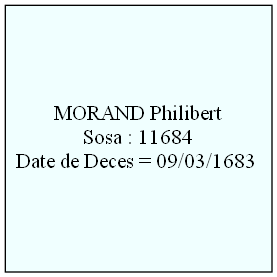 MORAND Philibert
Sosa : 11684
Date de Deces = 09/03/1683